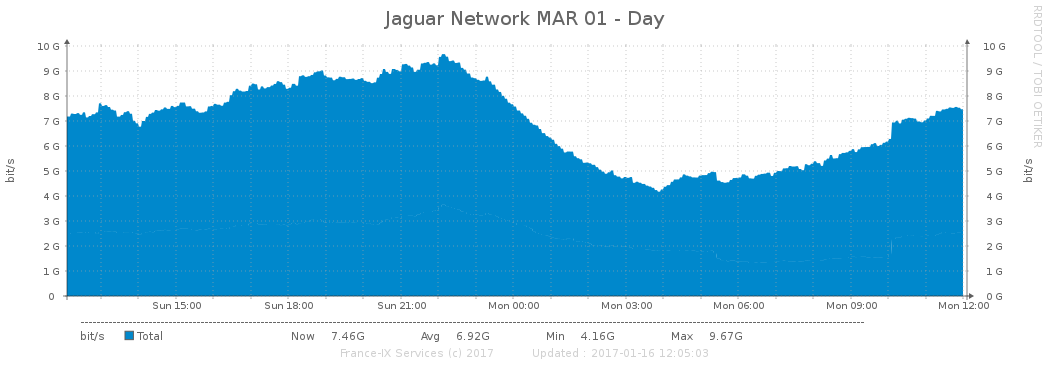 Jaguar Network MAR 01 - Day
RRDTOOL / TOBI OETIKER
bit/s
bit/s
10 G 10 G
9 G 9 G
8 G 8 G
7 G 7 G
6 G 6 G
5 G 5 G
4 G 4 G
3 G 3 G
2 G 2 G
1 G 1 G
0 0 G
Sun 15:00 Sun 18:00 Sun 21:00 Mon 00:00 Mon 03:00 Mon 06:00 Mon 09:00 Mon 12:00
bit/s Total Now 7.46G Avg 6.92G Min 4.16G Max 9.67G
France-IX Services (c) 2017 Updated : 2017-01-16 12:05:03